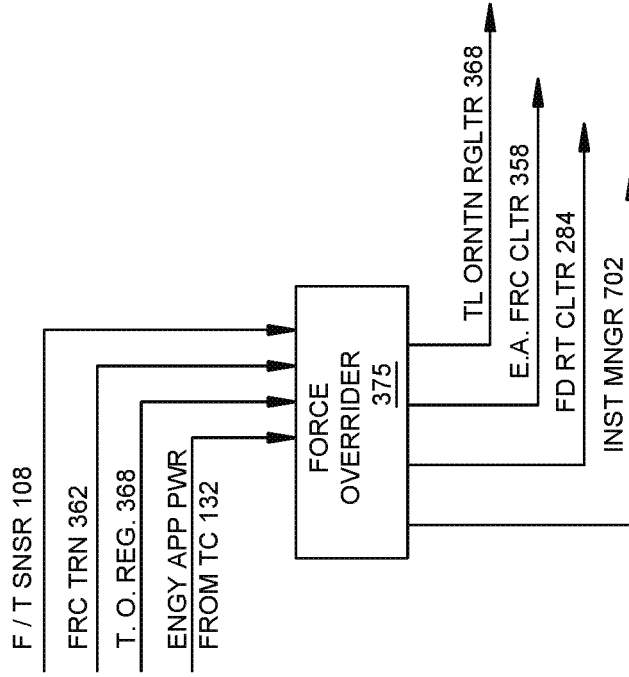 F / T SNSR 108
FRC TRN 362
T. O. REG. 368
ENGY APP PWR
FROM TC 132
FORCE
OVERRIDER
375
TL ORNTN RGLTR 368
E.A. FRC CLTR 358
FD RT CLTR 284
INST MNGR 702